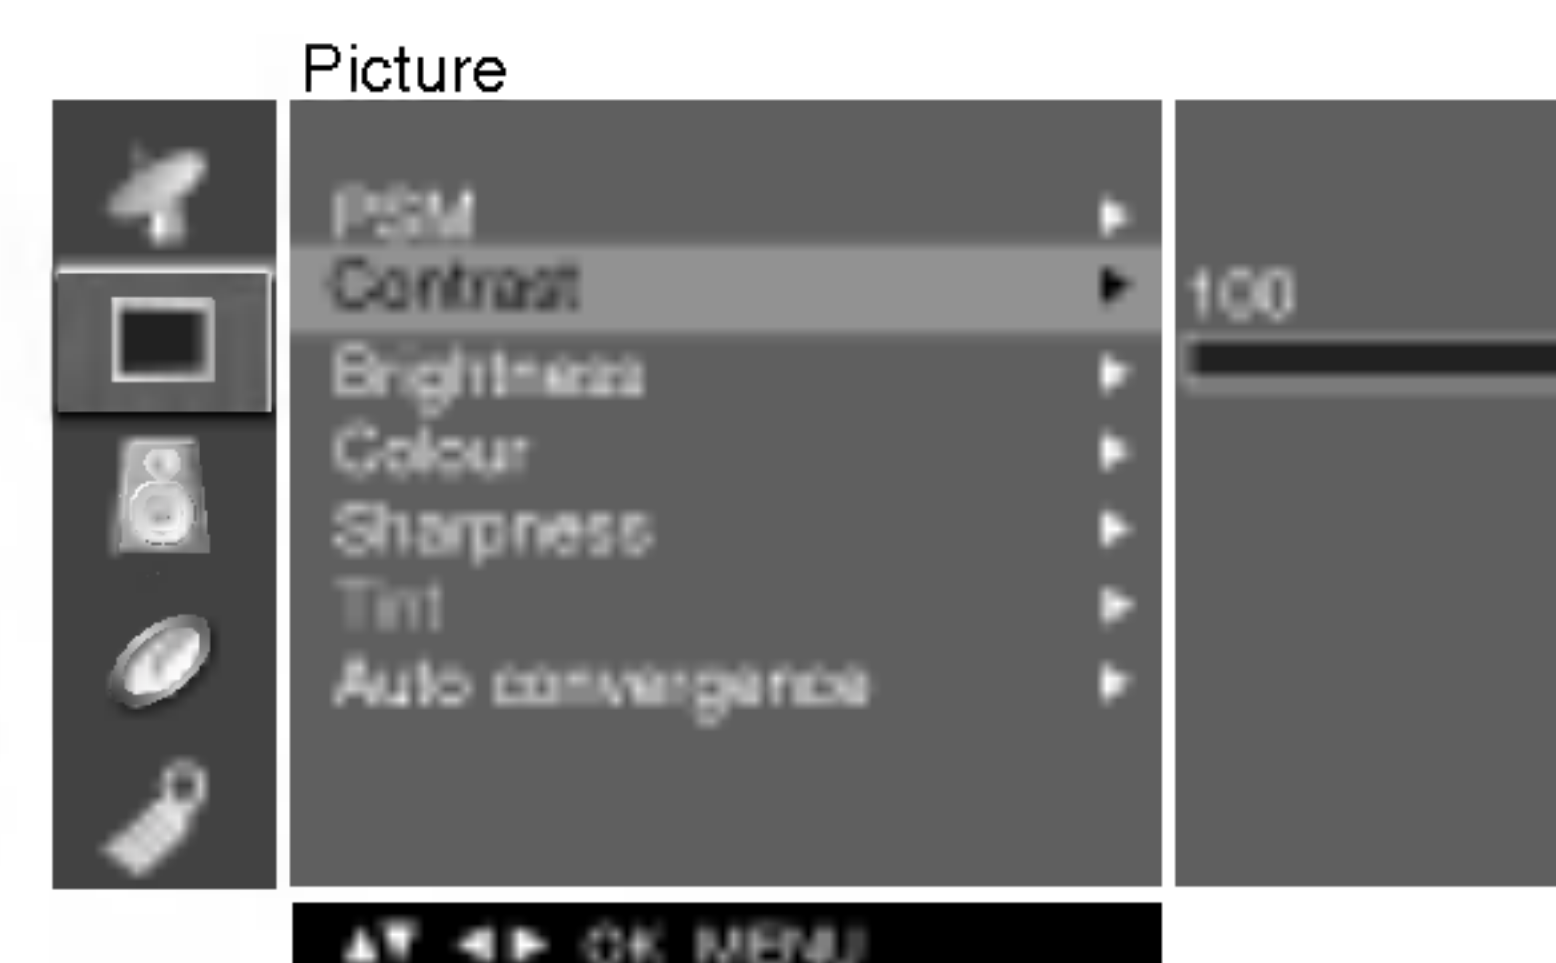 Picture
PSM
Contrast
100
Brightness
Colour
Sharpness
Tint
Auto convergence
OK MENU